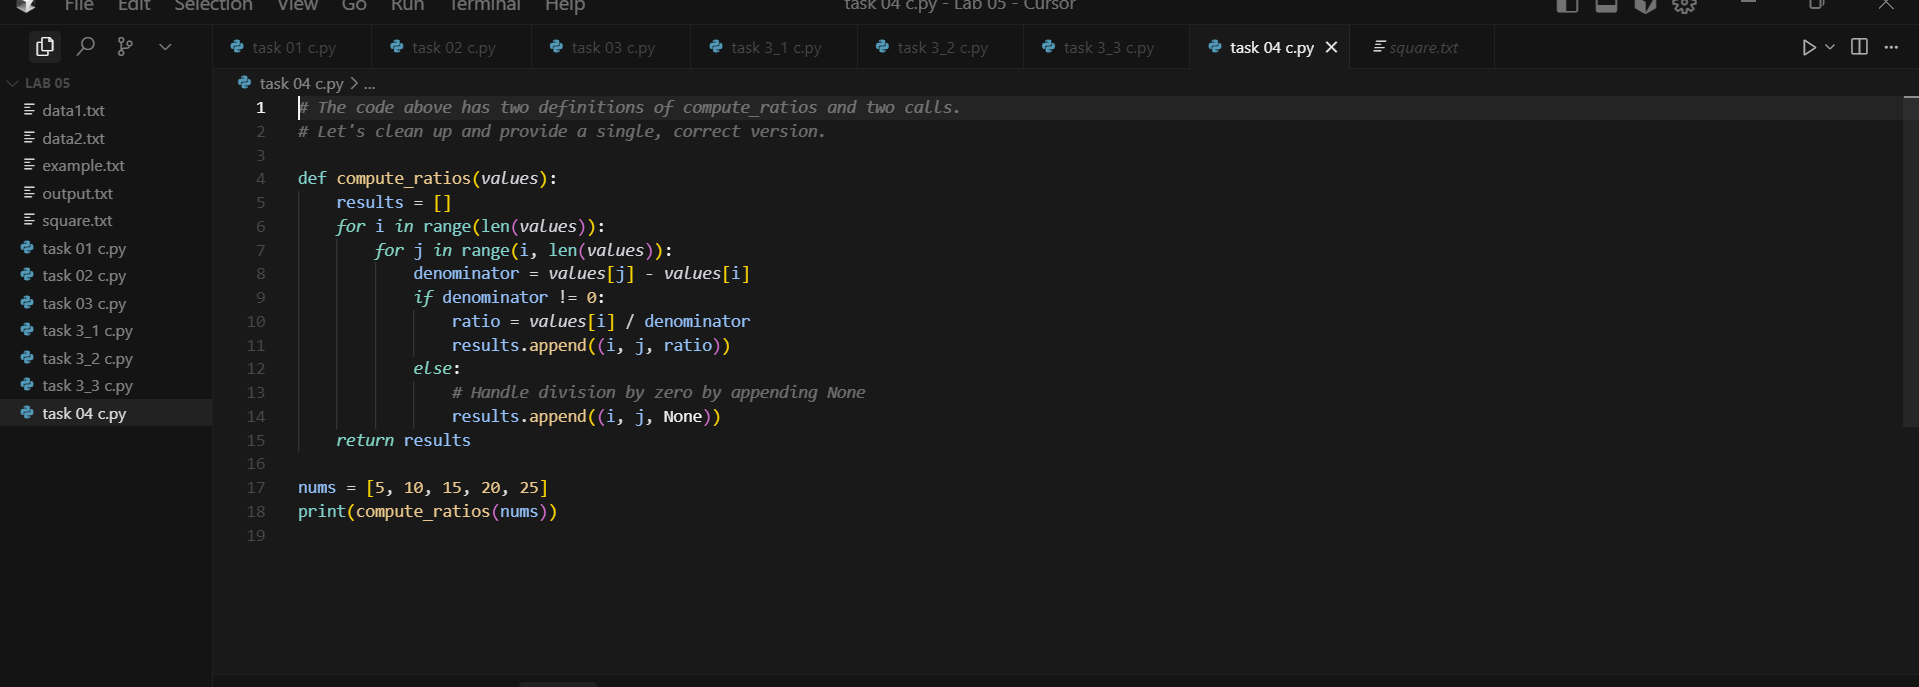 File Edit Selection View Go Run Terminal Help task 04 c.py - Lab 05 - Cursor
task 01 c.py task 02 c.py task 03 c.py task 3_1 c.py task 3_2 c.py task 3_3 c.py task 04 c.py square.txt
LAB 05
data1.txt
data2.txt
example.txt
output.txt
square.txt
task 01 c.py
task 02 c.py
task 03 c.py
task 3_1 c.py
task 3_2 c.py
task 3_3 c.py
task 04 c.py
task 04 c.py > ...
1 # The code above has two definitions of compute_ratios and two calls.
2 # Let's clean up and provide a single, correct version.
3
4 def compute_ratios(values):
5     results = []
6     for i in range(len(values)):
7         for j in range(i, len(values)):
8             denominator = values[j] - values[i]
9             if denominator != 0:
10                 ratio = values[i] / denominator
11                 results.append((i, j, ratio))
12             else:
13                 # Handle division by zero by appending None
14                 results.append((i, j, None))
15     return results
16
17 nums = [5, 10, 15, 20, 25]
18 print(compute_ratios(nums))
19